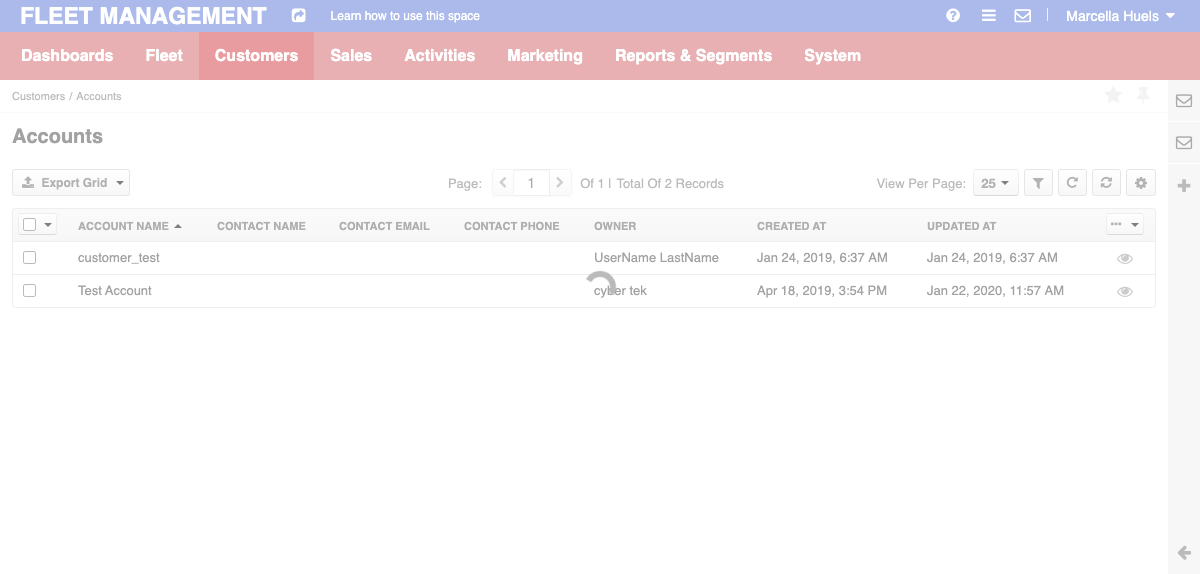 FLEET MANAGEMENT Learn how to use this space Marcella Huels
Dashboards Fleet Customers Sales Activities Marketing Reports & Segments System
Customers / Accounts
Accounts
Export Grid Page: 1 Of 1 | Total Of 2 Records View Per Page: 25
ACCOUNT NAME CONTACT NAME CONTACT EMAIL CONTACT PHONE OWNER CREATED AT UPDATED AT
customer_test UserName LastName Jan 24, 2019, 6:37 AM Jan 24, 2019, 6:37 AM
Test Account cyber tek Apr 18, 2019, 3:54 PM Jan 22, 2020, 11:57 AM